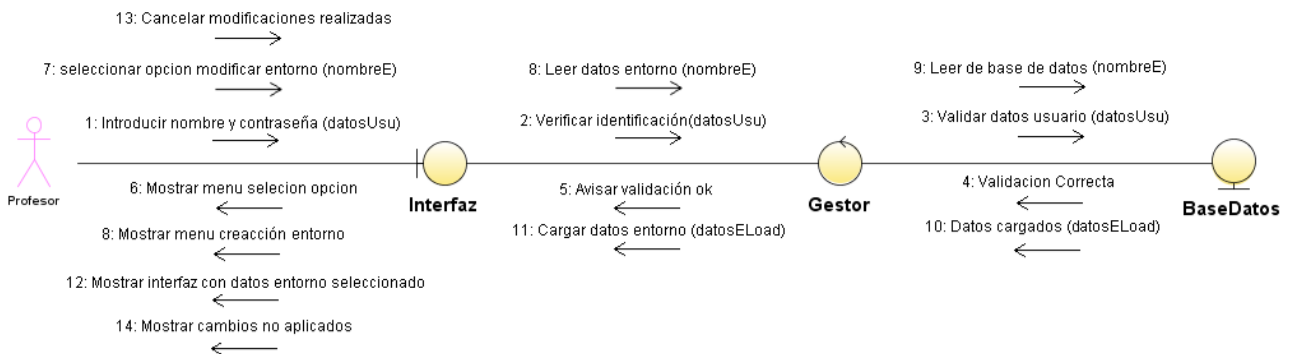 13: Cancelar modificaciones realizadas
7: seleccionar opcion modificar entorno (nombreE)
8: Leer datos entorno (nombreE)
9: Leer de base de datos (nombreE)
1: Introducir nombre y contraseña (datosUsu)
2: Verificar identificación(datosUsu)
3: Validar datos usuario (datosUsu)
Profesor
Interfaz
Gestor
BaseDatos
6: Mostrar menu selecion opcion
5: Avisar validación ok
4: Validacion Correcta
8: Mostrar menu creacción entorno
11: Cargar datos entorno (datosELoad)
10: Datos cargados (datosELoad)
12: Mostrar interfaz con datos entorno seleccionado
14: Mostrar cambios no aplicados